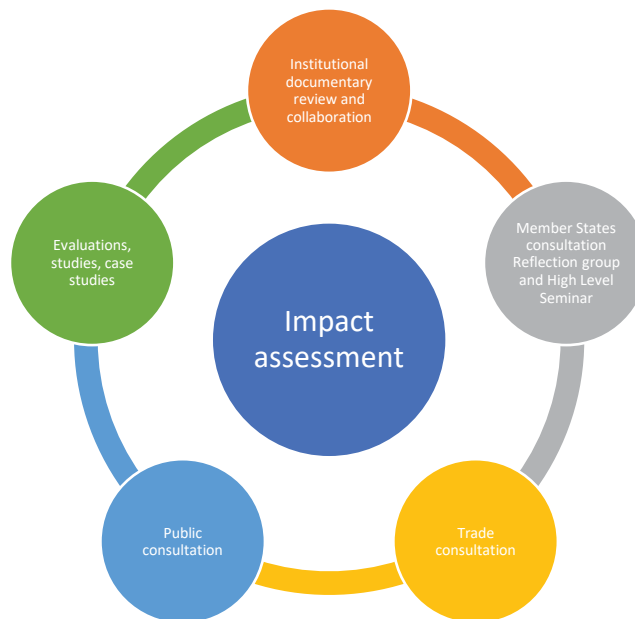 Institutional
documentary
review and
collaboration
Member States
consultation
Reflection group
and High Level
Seminar
Trade
consultation
Public
consultation
Evaluations,
studies, case
studies
Impact
assessment